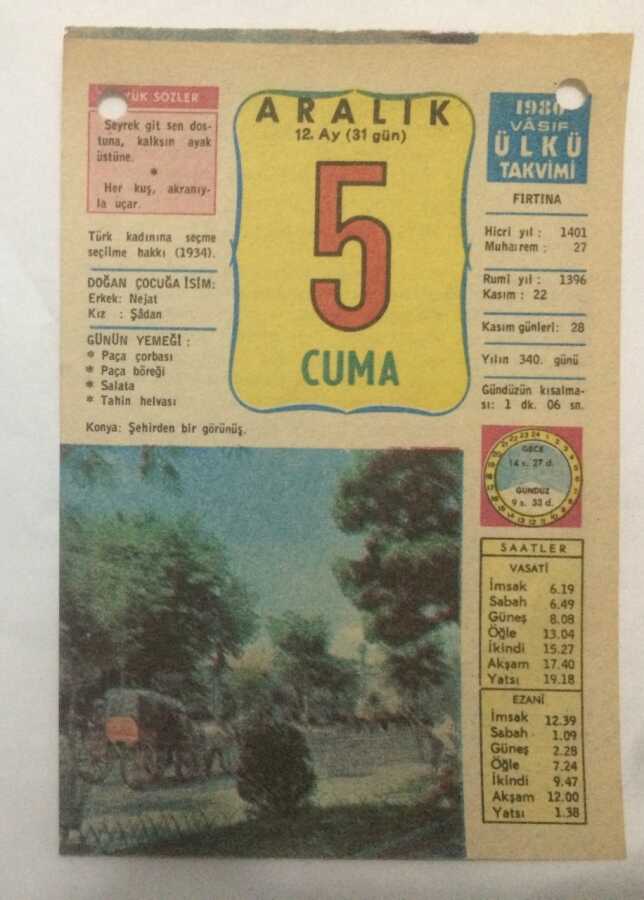 YÜK SÖZLER
Seyrek git sen dos-
tuna, kalksın ayak
üstüne.
*
Her kuş, akranıy-
la uçar.
Türk kadınına seçme
seçilme hakkı (1934).
DOĞAN ÇOCUĞA İSİM:
Erkek: Nejat
Kız : Şâdan
GÜNÜN YEMEĞİ :
* Paça çorbası
* Paça böreği
* Salata
* Tahin helvası
Konya: Şehirden bir görünüş.
ARALIK
12. Ay (31 gün)
5
CUMA
1980
VÂSIF
ÜLKÜ
TAKVİMİ
FIRTINA
Hicri yıl : 1401
Muharrem : 27
Rumî yıl : 1396
Kasım : 22
Kasım günleri: 28
Yılın 340. günü
Gündüzün kısalma-
sı: 1 dk. 06 sn.
GECE
14 s. 27 d.
GÜNDÜZ
9 s. 33 d.
SAATLER
VASATİ
İmsak 6.19
Sabah 6.49
Güneş 8.08
Öğle 13.04
İkindi 15.27
Akşam 17.40
Yatsı 19.18
EZANİ
İmsak 12.39
Sabah 1.09
Güneş 2.28
Öğle 7.24
İkindi 9.47
Akşam 12.00
Yatsı 1.38